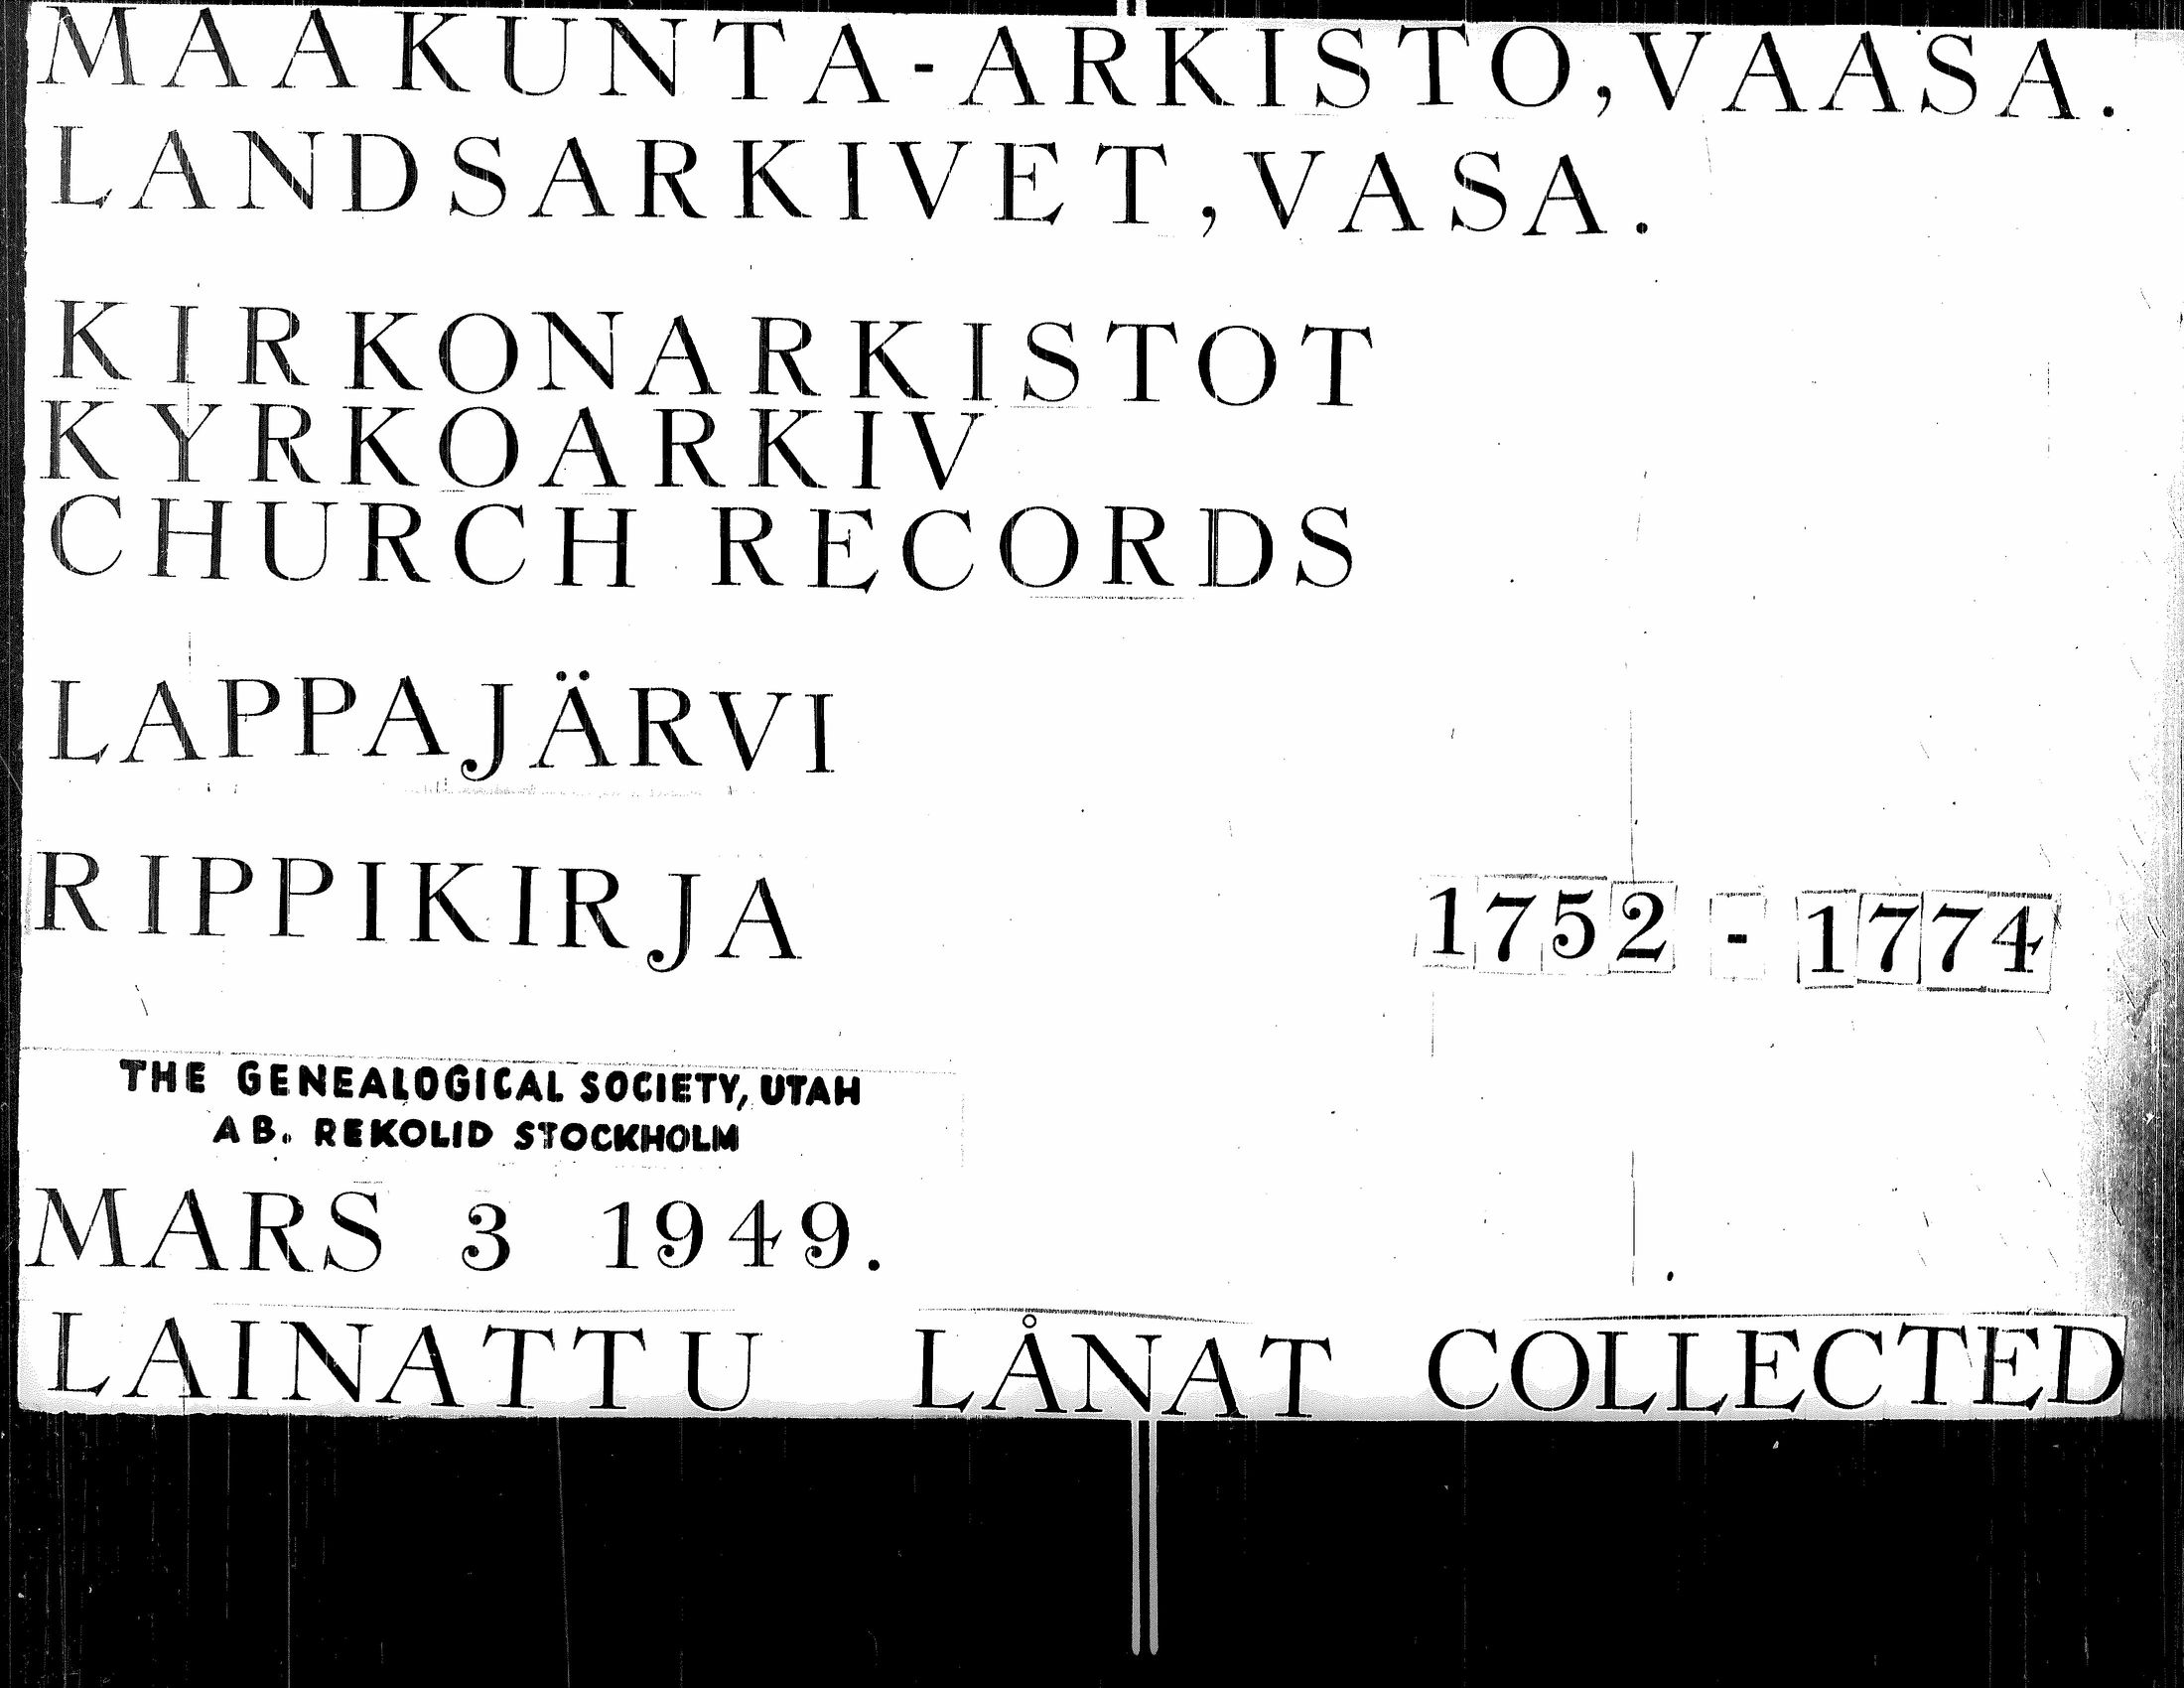 MAAKUNTA-ARKISTO, VAASA.
LANDSARKIVET, VASA.
KIRKONARKISTOT
KYRKOARKIV
CHURCH RECORDS
LAPPAJÄRVI
RIPPIKIRJA 1752 - 1774
THE GENEALOGICAL SOCIETY, UTAH
AB. REKOLID STOCKHOLM
MARS 3 1949.
LAINATTU LÅNAT COLLECTED